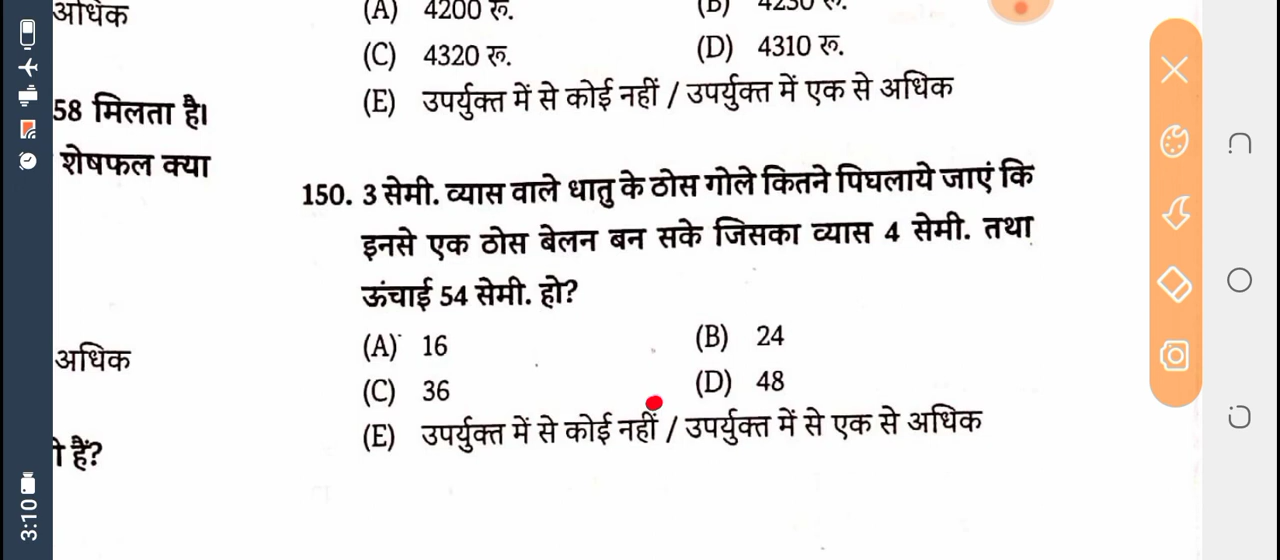 अधिक
(A) 4200 रू.
(B) 4230 रू.
(C) 4320 रू.
(D) 4310 रू.
(E) उपर्युक्त में से कोई नहीं / उपर्युक्त में एक से अधिक
58 मिलता है।
शेषफल क्या
150. 3 सेमी. व्यास वाले धातु के ठोस गोले कितने पिघलाये जाएं कि
इनसे एक ठोस बेलन बन सके जिसका व्यास 4 सेमी. तथा
ऊंचाई 54 सेमी. हो?
(A) 16
(B) 24
(C) 36
(D) 48
(E) उपर्युक्त में से कोई नहीं / उपर्युक्त में से एक से अधिक
अधिक
हैं?
3:10